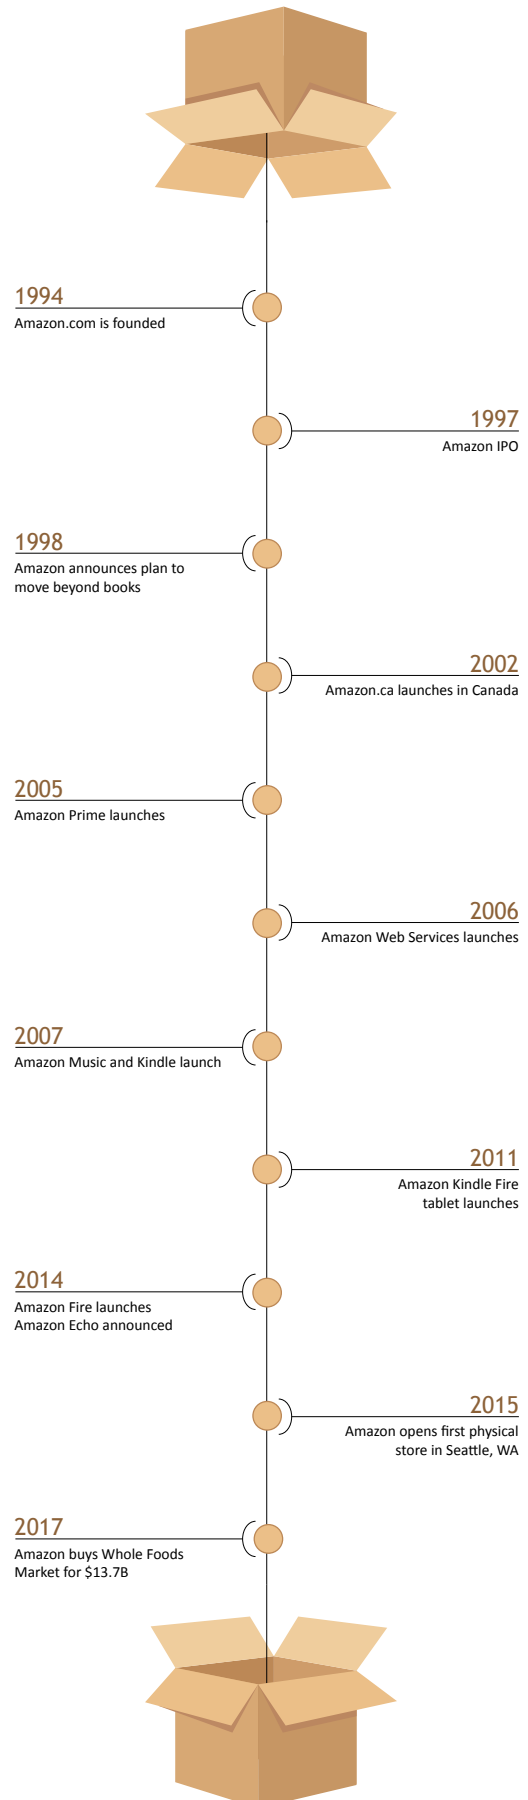 1994
Amazon.com is founded
1997
Amazon IPO
1998
Amazon announces plan to
move beyond books
2002
Amazon.ca launches in Canada
2005
Amazon Prime launches
2006
Amazon Web Services launches
2007
Amazon Music and Kindle launch
2011
Amazon Kindle Fire
tablet launches
2014
Amazon Fire launches
Amazon Echo announced
2015
Amazon opens first physical
store in Seattle, WA
2017
Amazon buys Whole Foods
Market for $13.7B